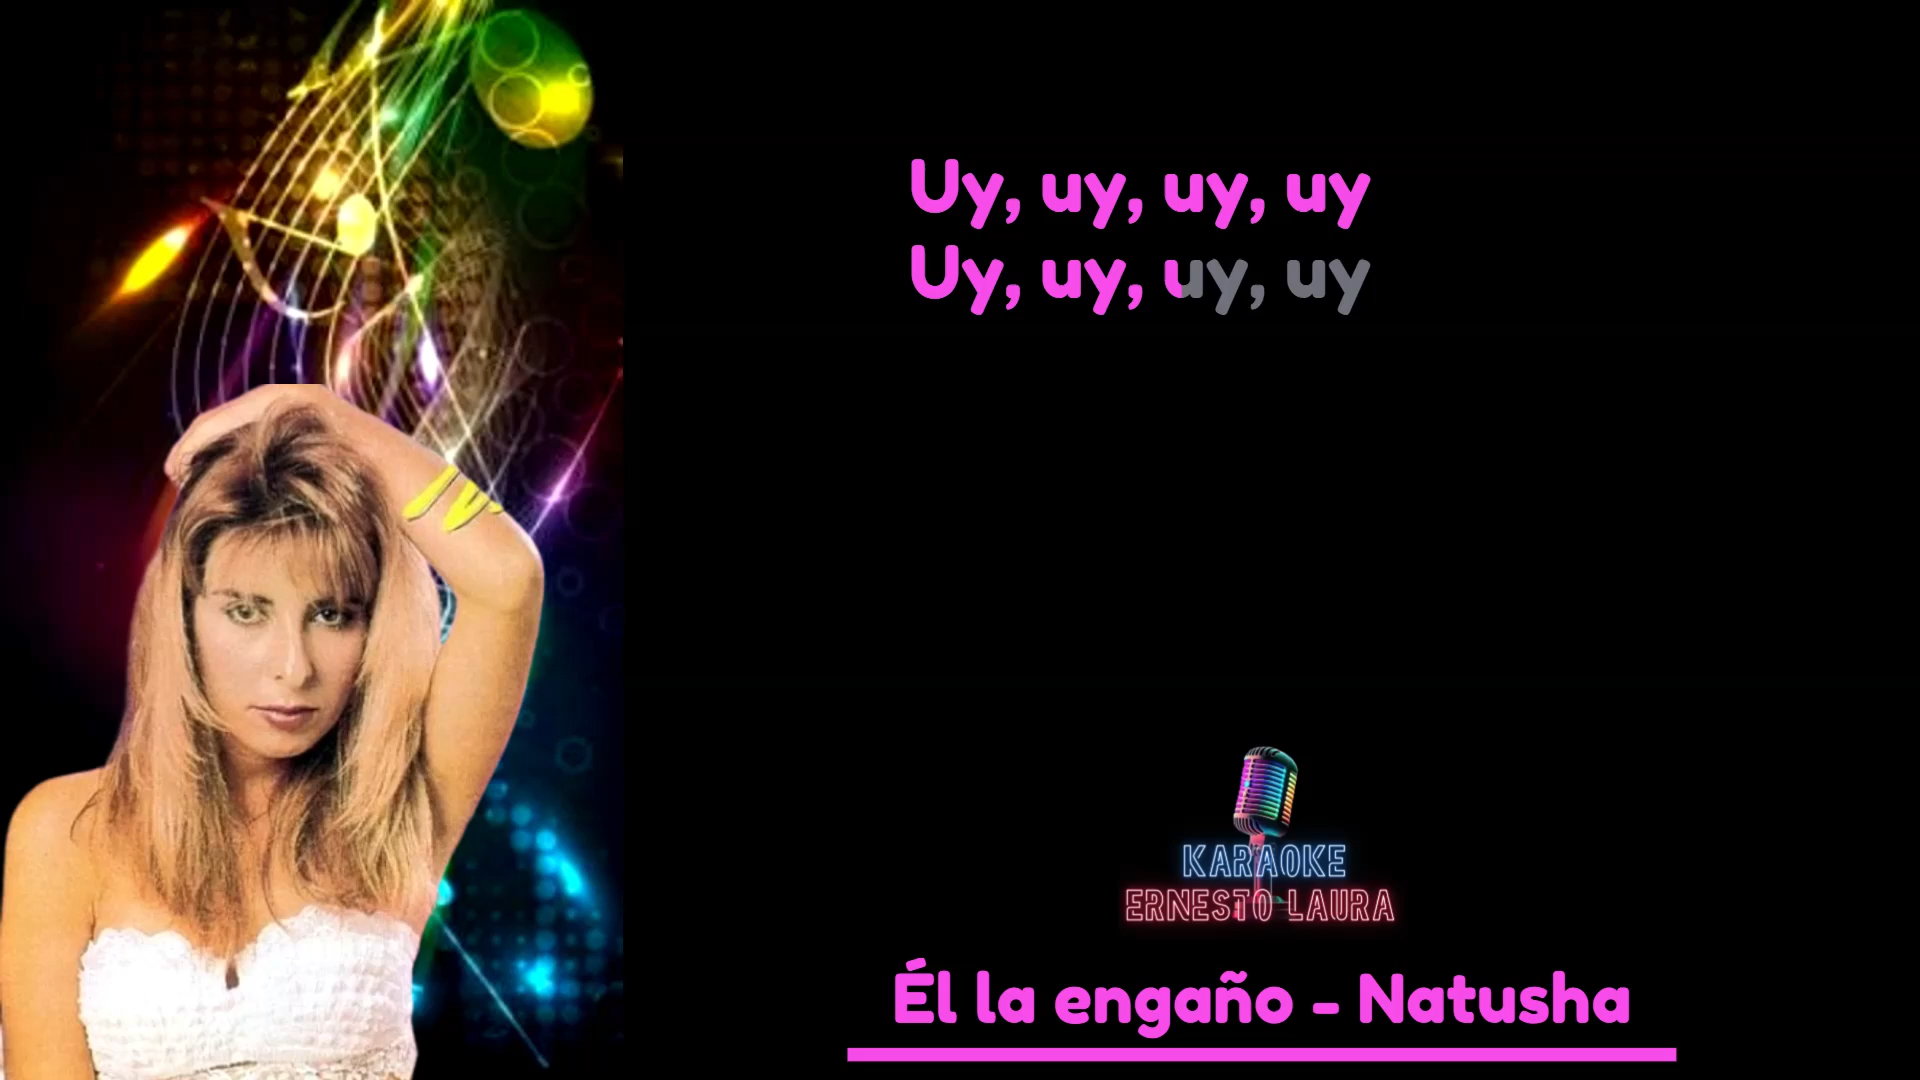 Uy, uy, uy, uy
Uy, uy, uy, uy
KARAOKE
ERNESTO LAURA
Él la engaño - Natusha